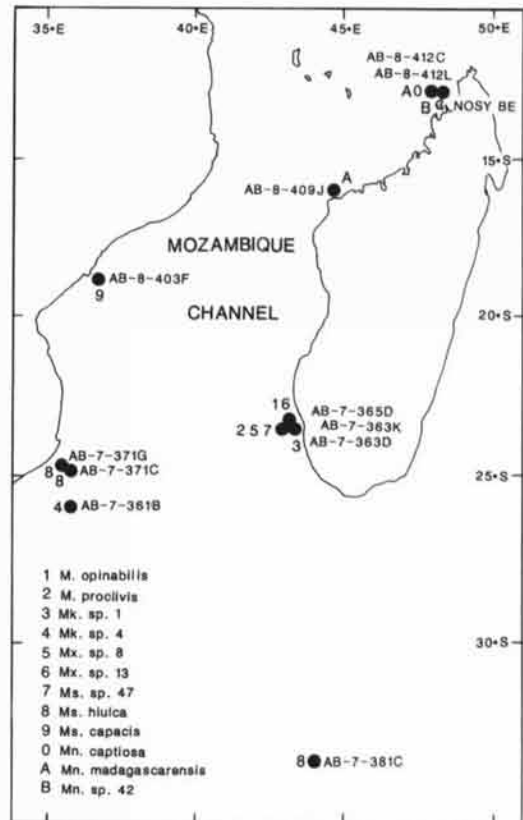 35°E 40°E 45°E 50°E
AB-8-412C
AB-8-412L
A0
B NOSY BE
15°S
A
AB-8-409J
MOZAMBIQUE
AB-8-403F
9
CHANNEL
20°S
16
AB-7-365D
2 5 7 AB-7-363K
3 AB-7-363D
AB-7-371G
8 AB-7-371C
8
25°S
4 AB-7-361B
1 M. opinabilis
2 M. proclivis
3 Mk. sp. 1
4 Mk. sp. 4
30°S
5 Mx. sp. 8
6 Mx. sp. 13
7 Ms. sp. 47
8 Ms. hiulca
9 Ms. capacis
0 Mn. captiosa
8 AB-7-381C
A Mn. madagascarensis
B Mn. sp. 42